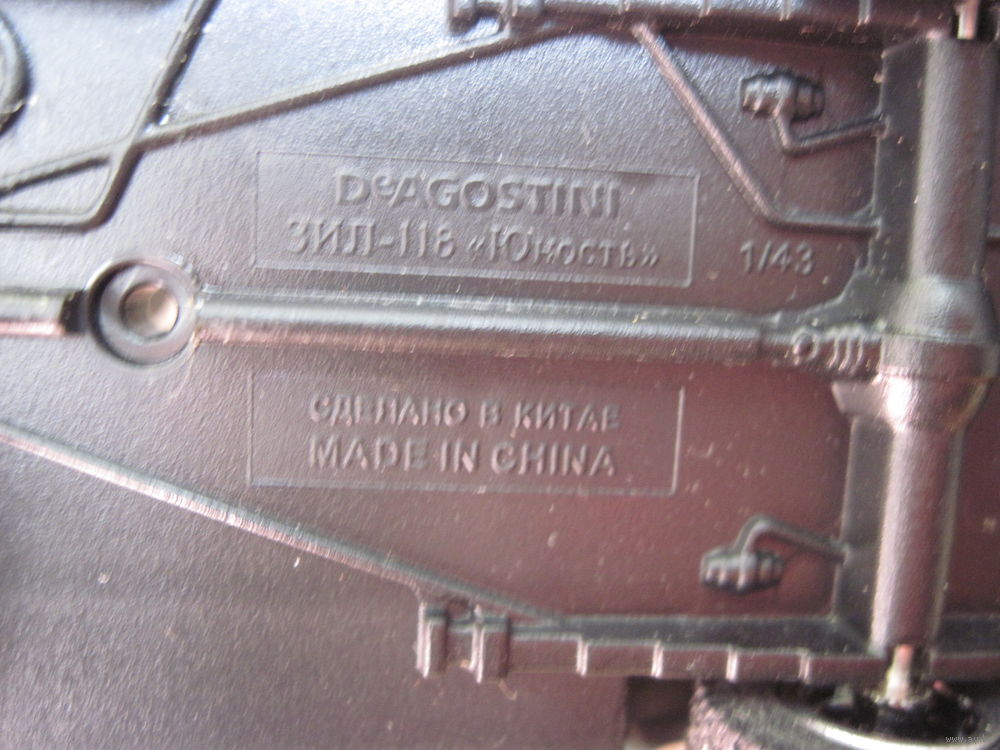 DeAGOSTINI
ЗИЛ-118 «Юность»
1/43
СДЕЛАНО В КИТАЕ
MADE IN CHINA